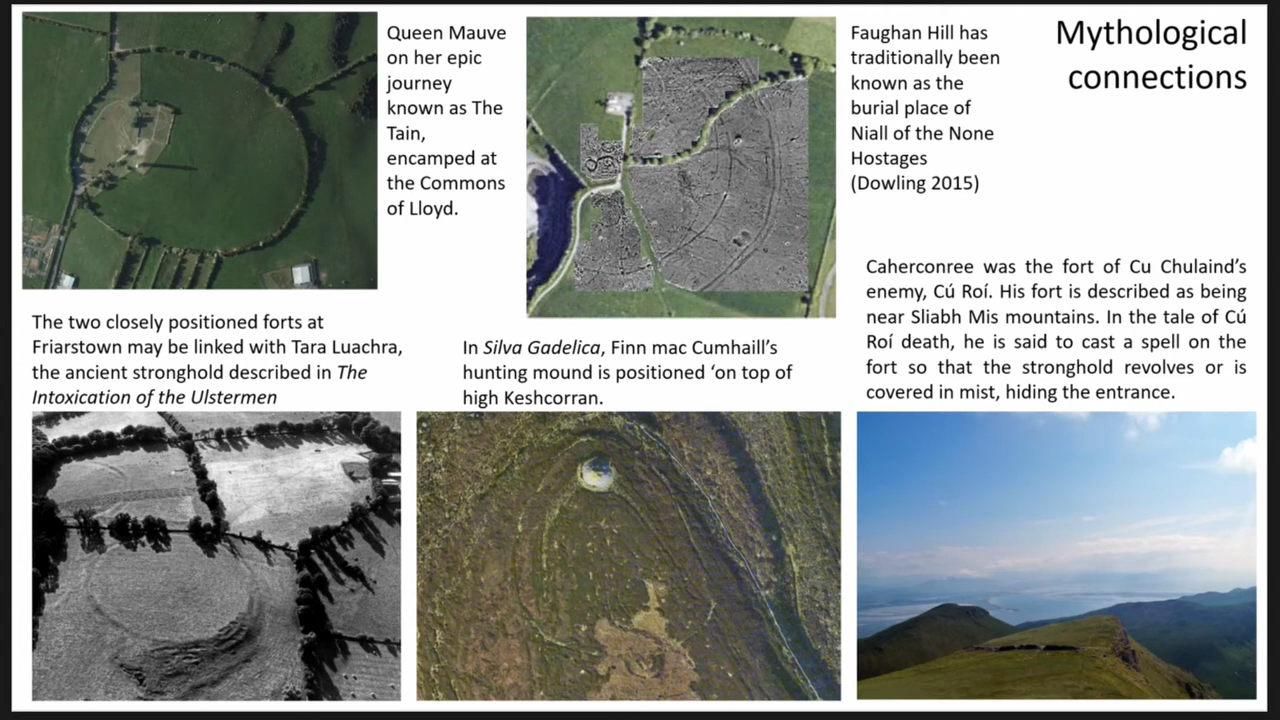 Mythological
connections
Queen Mauve
on her epic
journey
known as The
Tain,
encamped at
the Commons
of Lloyd.
Faughan Hill has
traditionally been
known as the
burial place of
Niall of the None
Hostages
(Dowling 2015)
The two closely positioned forts at
Friarstown may be linked with Tara Luachra,
the ancient stronghold described in The
Intoxication of the Ulstermen
In Silva Gadelica, Finn mac Cumhaill’s
hunting mound is positioned ‘on top of
high Keshcorran.
Caherconree was the fort of Cu Chulaind’s
enemy, Cú Roí. His fort is described as being
near Sliabh Mis mountains. In the tale of Cú
Roí death, he is said to cast a spell on the
fort so that the stronghold revolves or is
covered in mist, hiding the entrance.